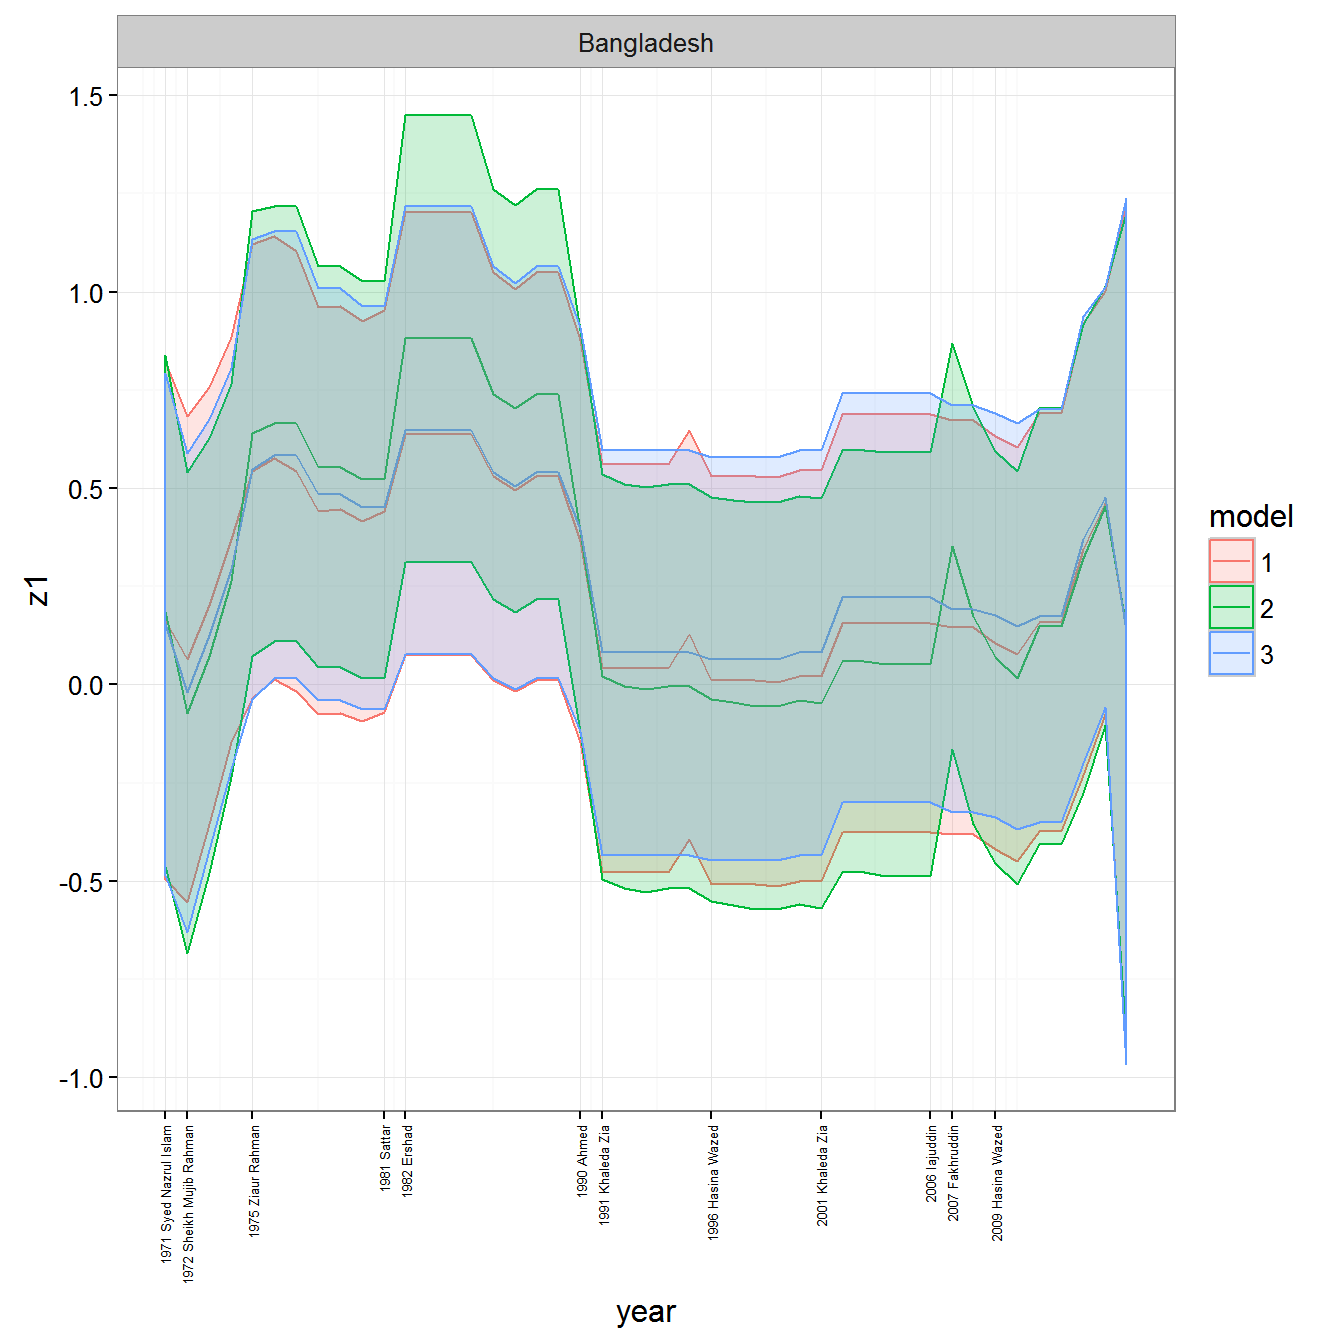 Bangladesh
1.5
1.0
0.5
0.0
-0.5
-1.0
z1
1971 Syed Nazrul Islam
1972 Sheikh Mujib Rahman
1975 Ziaur Rahman
1981 Sattar
1982 Ershad
1990 Ahmed
1991 Khaleda Zia
1996 Hasina Wazed
2001 Khaleda Zia
2006 Iajuddin
2007 Fakhruddin
2009 Hasina Wazed
year
model
1
2
3